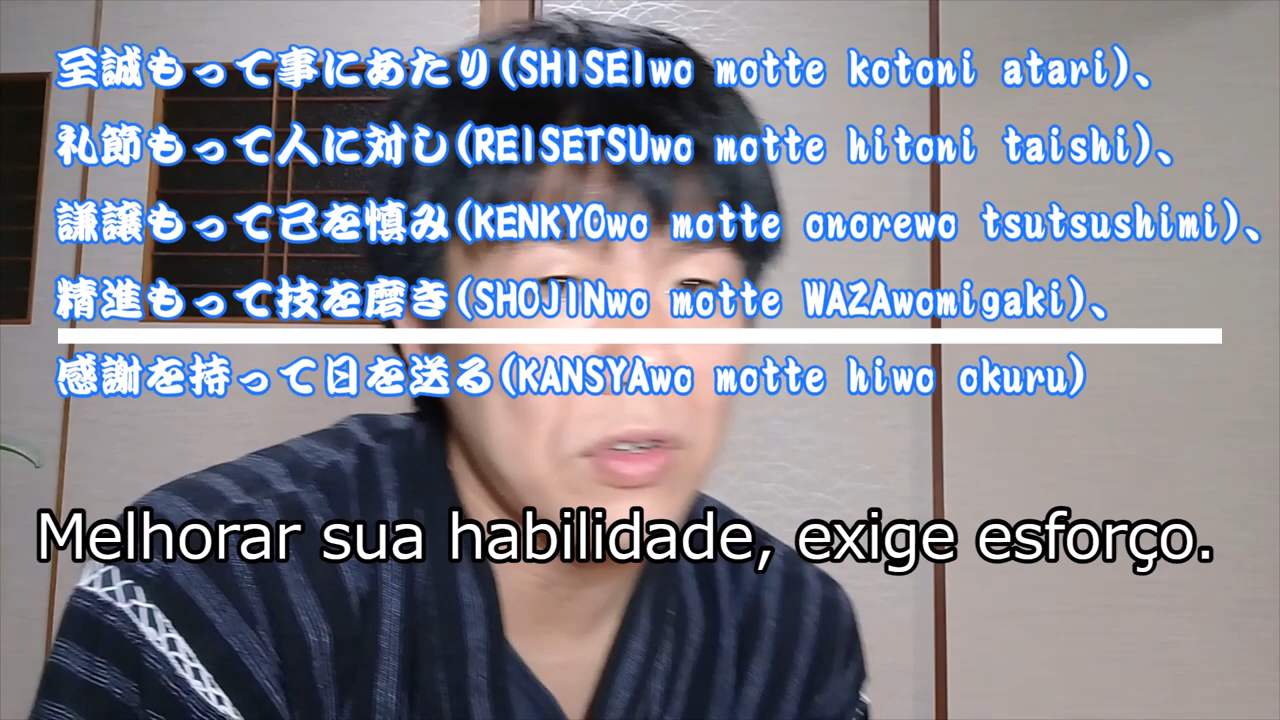 至誠もって事にあたり(SHISEIwo motte kotoni atari)、
礼節もって人に対し(REISETSUwo motte hitoni taishi)、
謙譲もって己を慎み(KENKYOwo motte onorewo tsutsushimi)、
精進もって技を磨き(SHOJINwo motte WAZAwomigaki)、
感謝を持って日を送る(KANSYAwo motte hiwo okuru)
Melhorar sua habilidade, exige esforço.